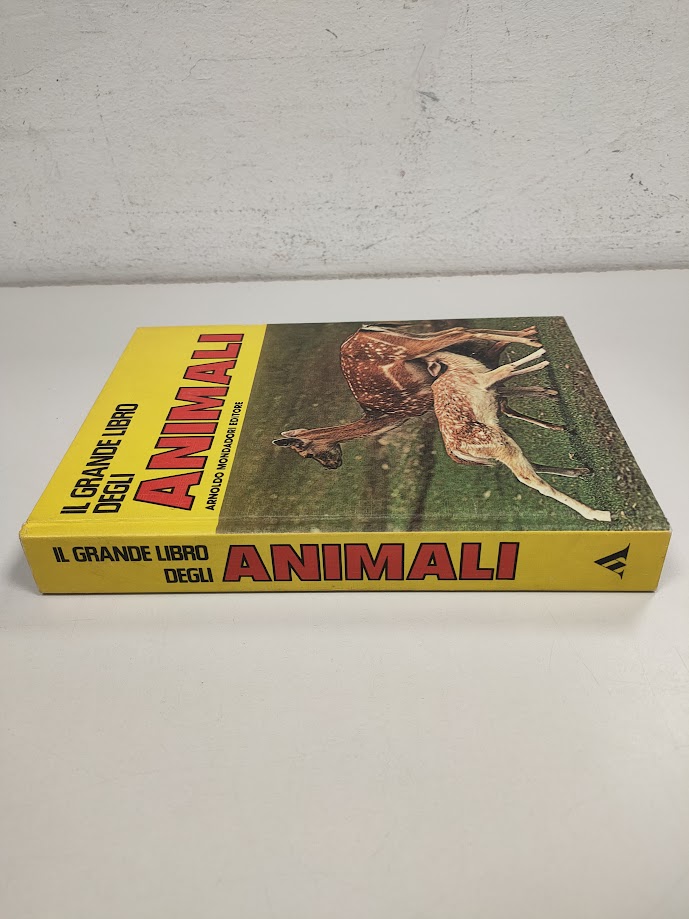 IL GRANDE LIBRO
DEGLI
ANIMALI
ARNOLDO MONDADORI EDITORE
IL GRANDE LIBRO
DEGLI
ANIMALI